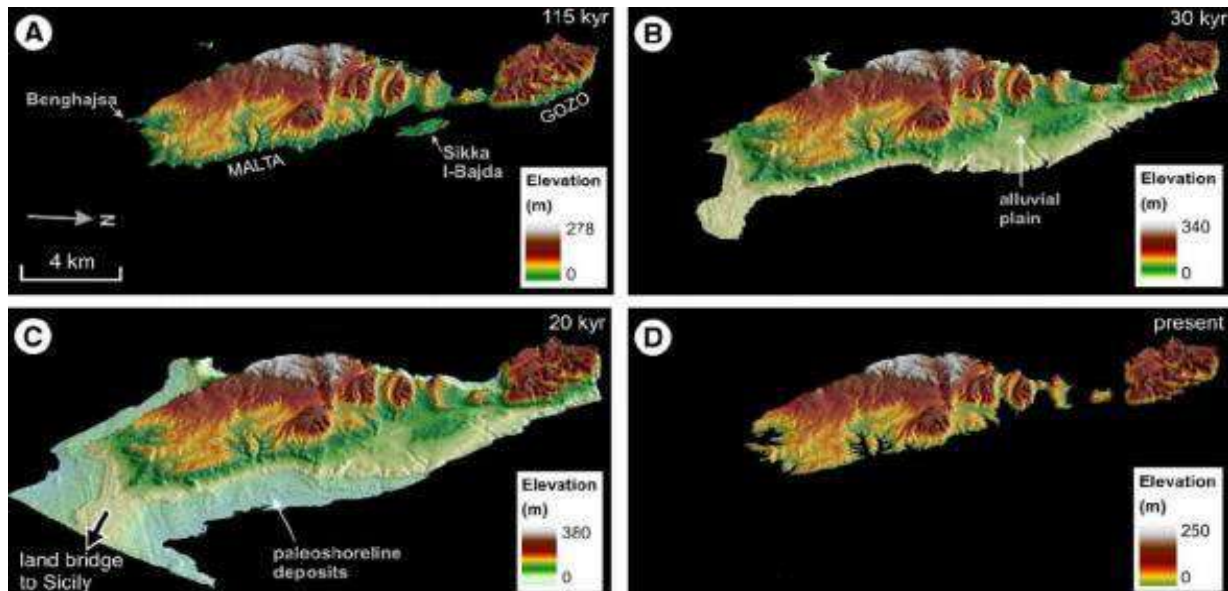 A
115 kyr
Benghajsa
GOZO
MALTA
Sikka
l-Bajda
N
4 km
Elevation
(m)
278
0
B
30 kyr
alluvial
plain
Elevation
(m)
340
0
C
20 kyr
land bridge
to Sicily
paleoshoreline
deposits
Elevation
(m)
380
0
D
present
Elevation
(m)
250
0